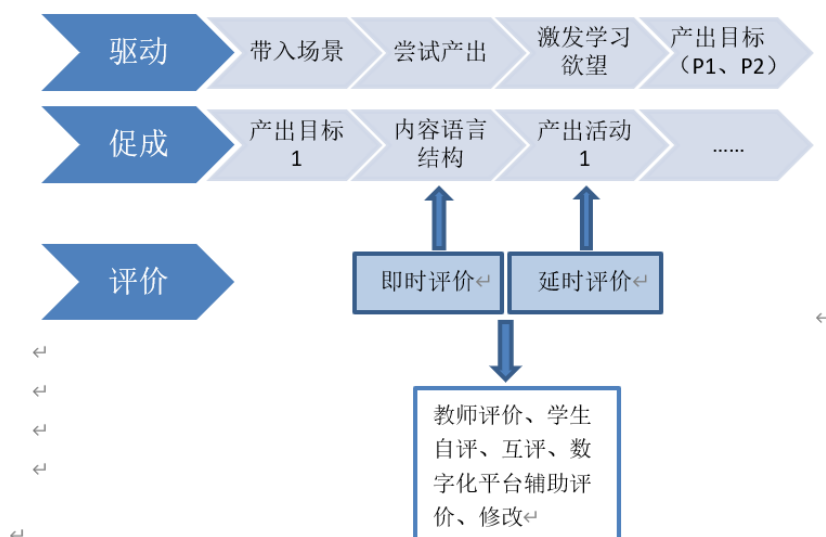 驱动
带入场景
尝试产出
激发学习
欲望
产出目标
（P1、P2）
促成
产出目标
1
内容语言
结构
产出活动
1
……
评价
即时评价
延时评价
教师评价、学生
自评、互评、数
字化平台辅助评
价、修改